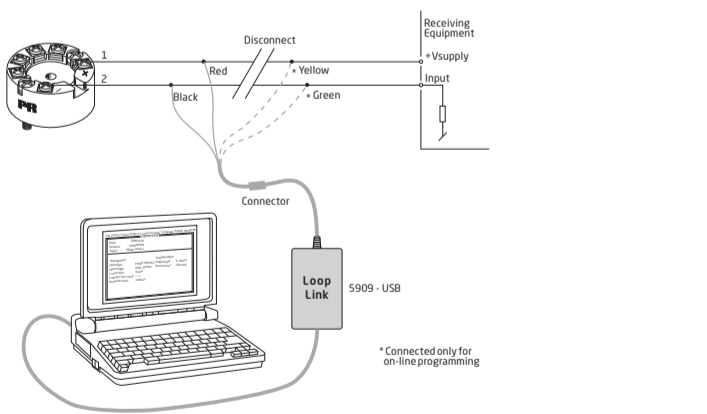 Receiving
Equipment
Disconnect
1
+Vsupply
Red
* Yellow
2
Input
Black
* Green
PR
Connector
Loop
Link
5909 - USB
* Connected only for
on-line programming